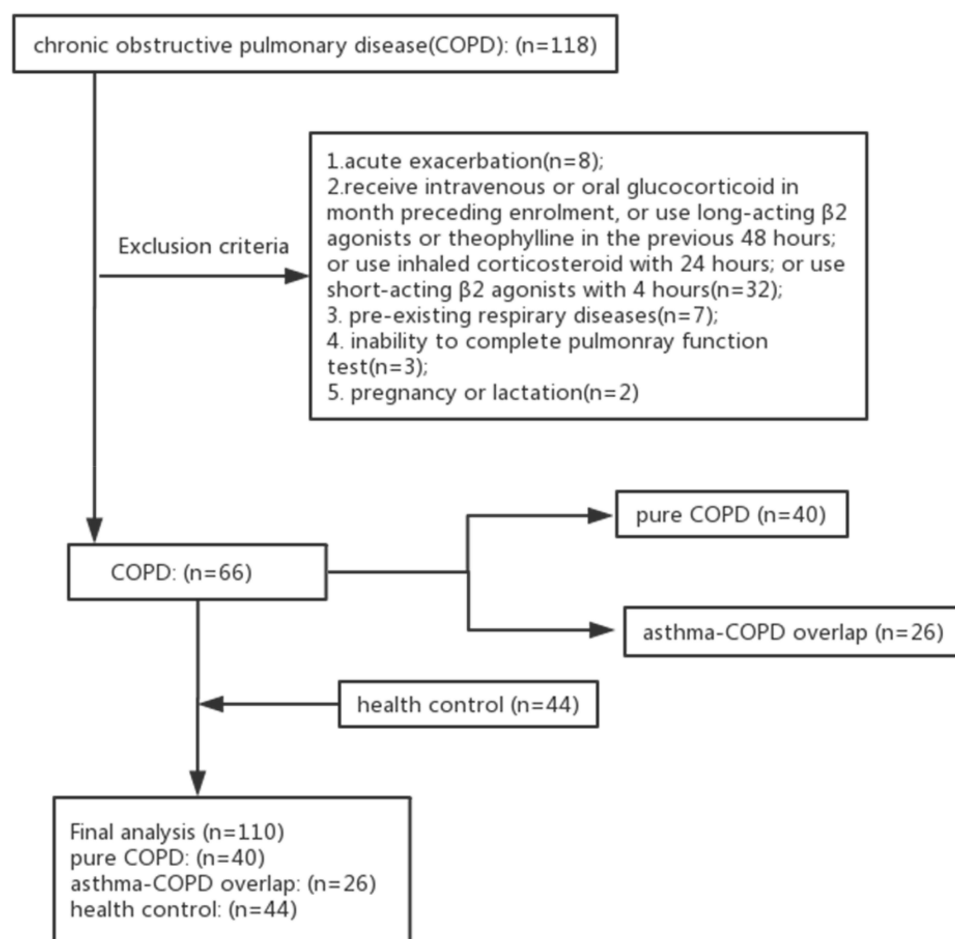 chronic obstructive pulmonary disease(COPD): (n=118)
1.acute exacerbation(n=8);
2.receive intravenous or oral glucocorticoid in
month preceding enrolment, or use long-acting β2
agonists or theophylline in the previous 48 hours;
or use inhaled corticosteroid with 24 hours; or use
short-acting β2 agonists with 4 hours(n=32);
3. pre-existing respirary diseases(n=7);
4. inability to complete pulmonray function
test(n=3);
5. pregnancy or lactation(n=2)
Exclusion criteria
pure COPD (n=40)
COPD: (n=66)
asthma-COPD overlap (n=26)
health control (n=44)
Final analysis (n=110)
pure COPD: (n=40)
asthma-COPD overlap: (n=26)
health control: (n=44)